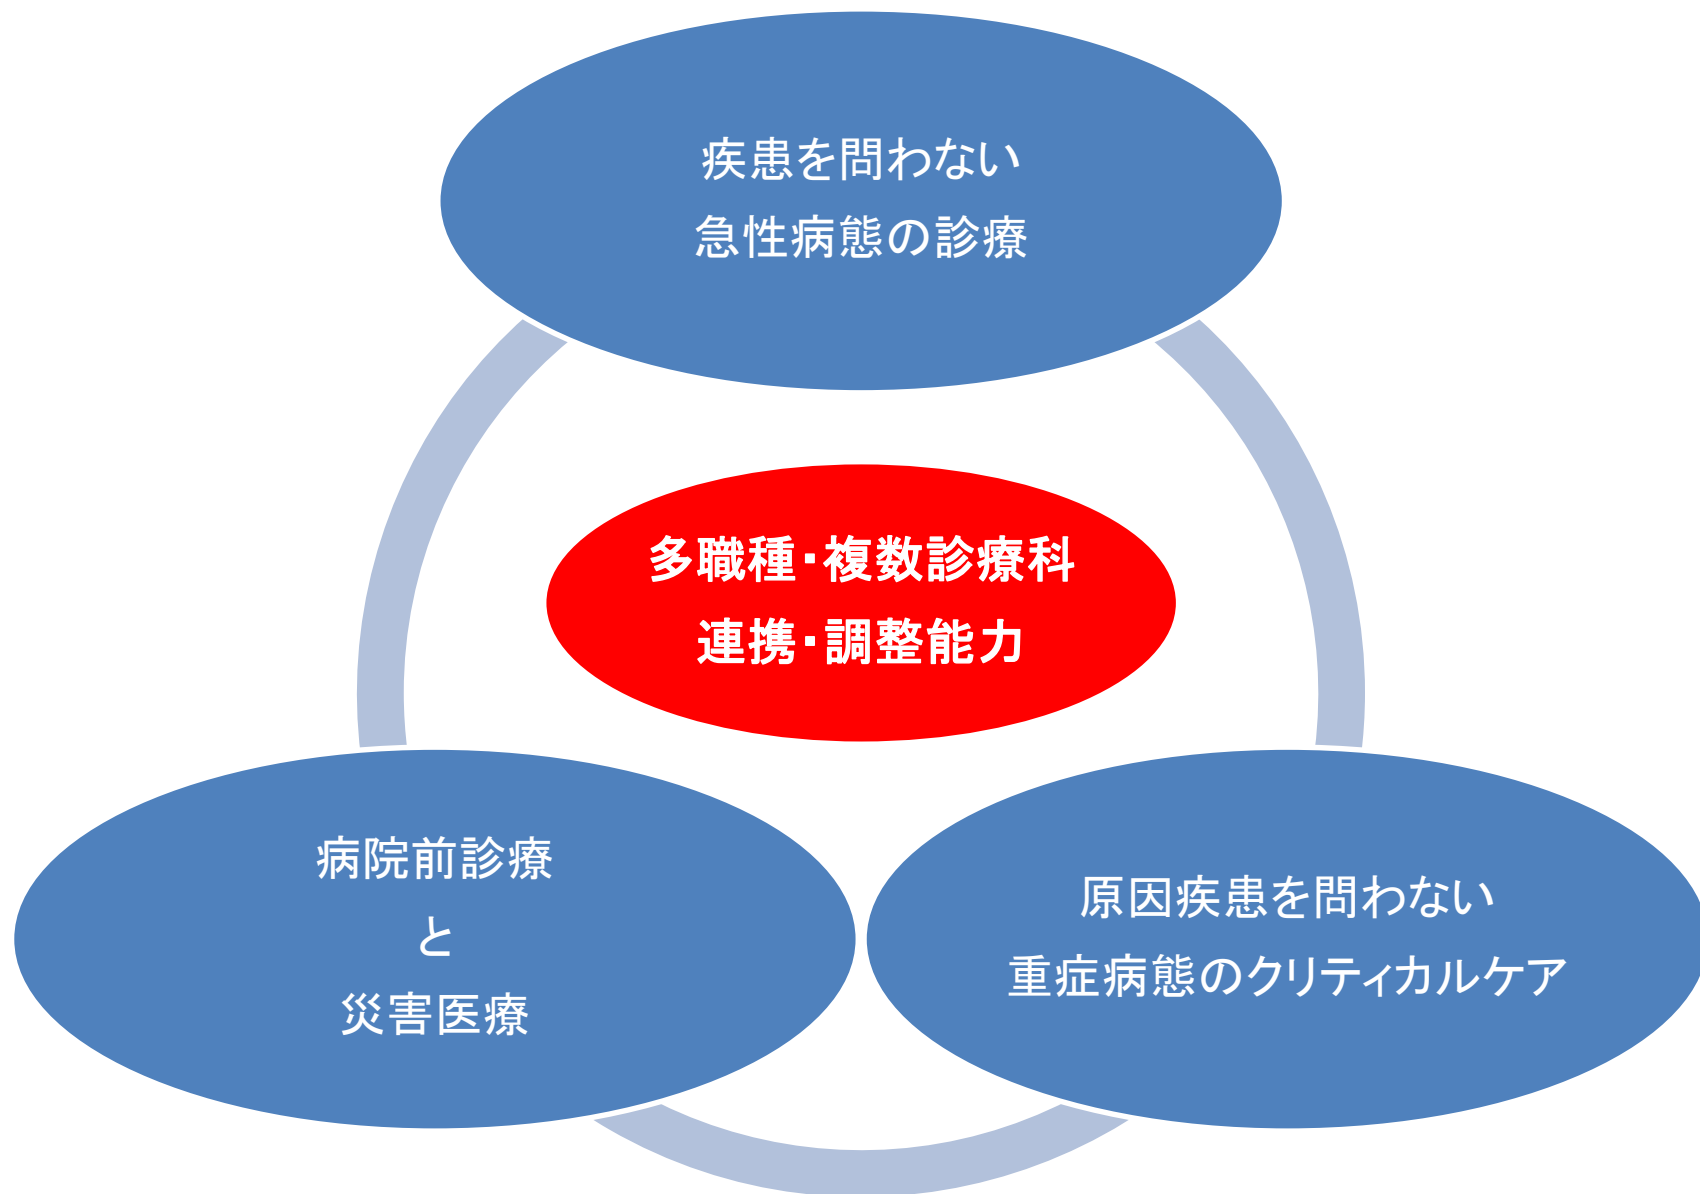 疾患を問わない
急性病態の診療
多職種・複数診療科
連携・調整能力
病院前診療
と
災害医療
原因疾患を問わない
重症病態のクリティカルケア